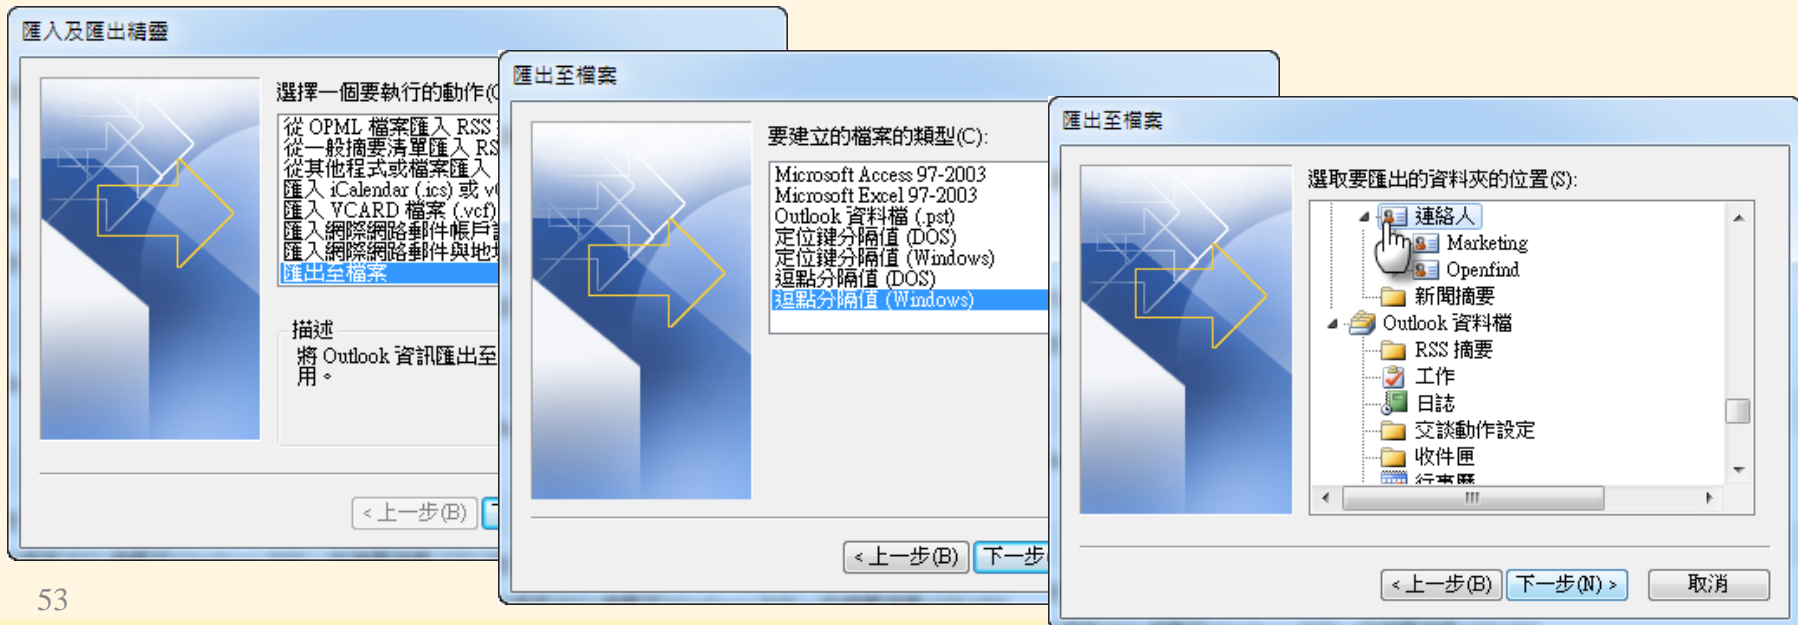 匯入及匯出精靈
選擇一個要執行的動作(
從 OPML 檔案匯入 RSS
從一般摘要清單匯入 RS
從其他程式或檔案匯入
匯入 iCalendar (.ics) 或 v
匯入 VCARD 檔案 (.vcf)
匯入網際網路郵件帳戶
匯入網際網路郵件與地
匯出至檔案
描述
將 Outlook 資訊匯出至
用。
<上一步(B)
53
匯出至檔案
要建立的檔案的類型(C):
Microsoft Access 97-2003
Microsoft Excel 97-2003
Outlook 資料檔 (.pst)
定位鍵分隔值 (DOS)
定位鍵分隔值 (Windows)
逗點分隔值 (DOS)
逗點分隔值 (Windows)
<上一步(B) 下一步
匯出至檔案
選取要匯出的資料夾的位置(S):
連絡人
Marketing
Openfind
新聞摘要
Outlook 資料檔
RSS 摘要
工作
日誌
交談動作設定
收件匣
行事曆
<上一步(B) 下一步(N) > 取消